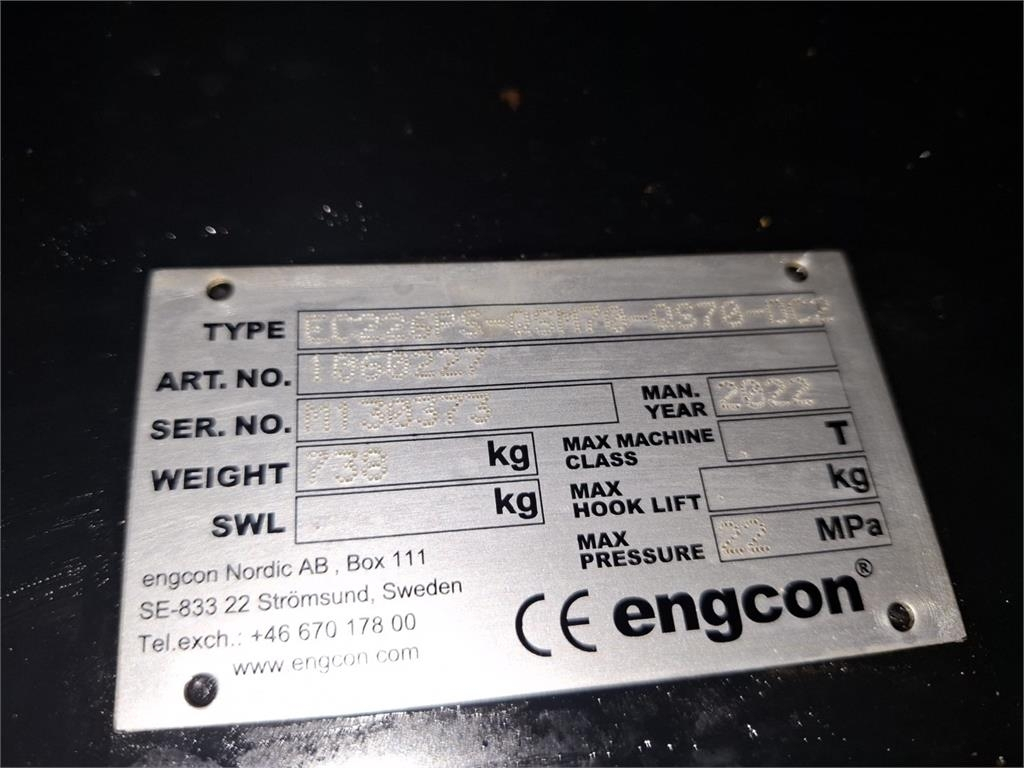 TYPE EC226PS-QSM70-QS70-DC2
ART. NO. 1060227
SER. NO. M130373 MAN. YEAR 2022
WEIGHT 738 kg MAX MACHINE CLASS T
SWL kg MAX HOOK LIFT kg
MAX PRESSURE 22 MPa
engcon Nordic AB , Box 111
SE-833 22 Strömsund, Sweden
Tel.exch.: +46 670 178 00
www.engcon.com
CE engcon®